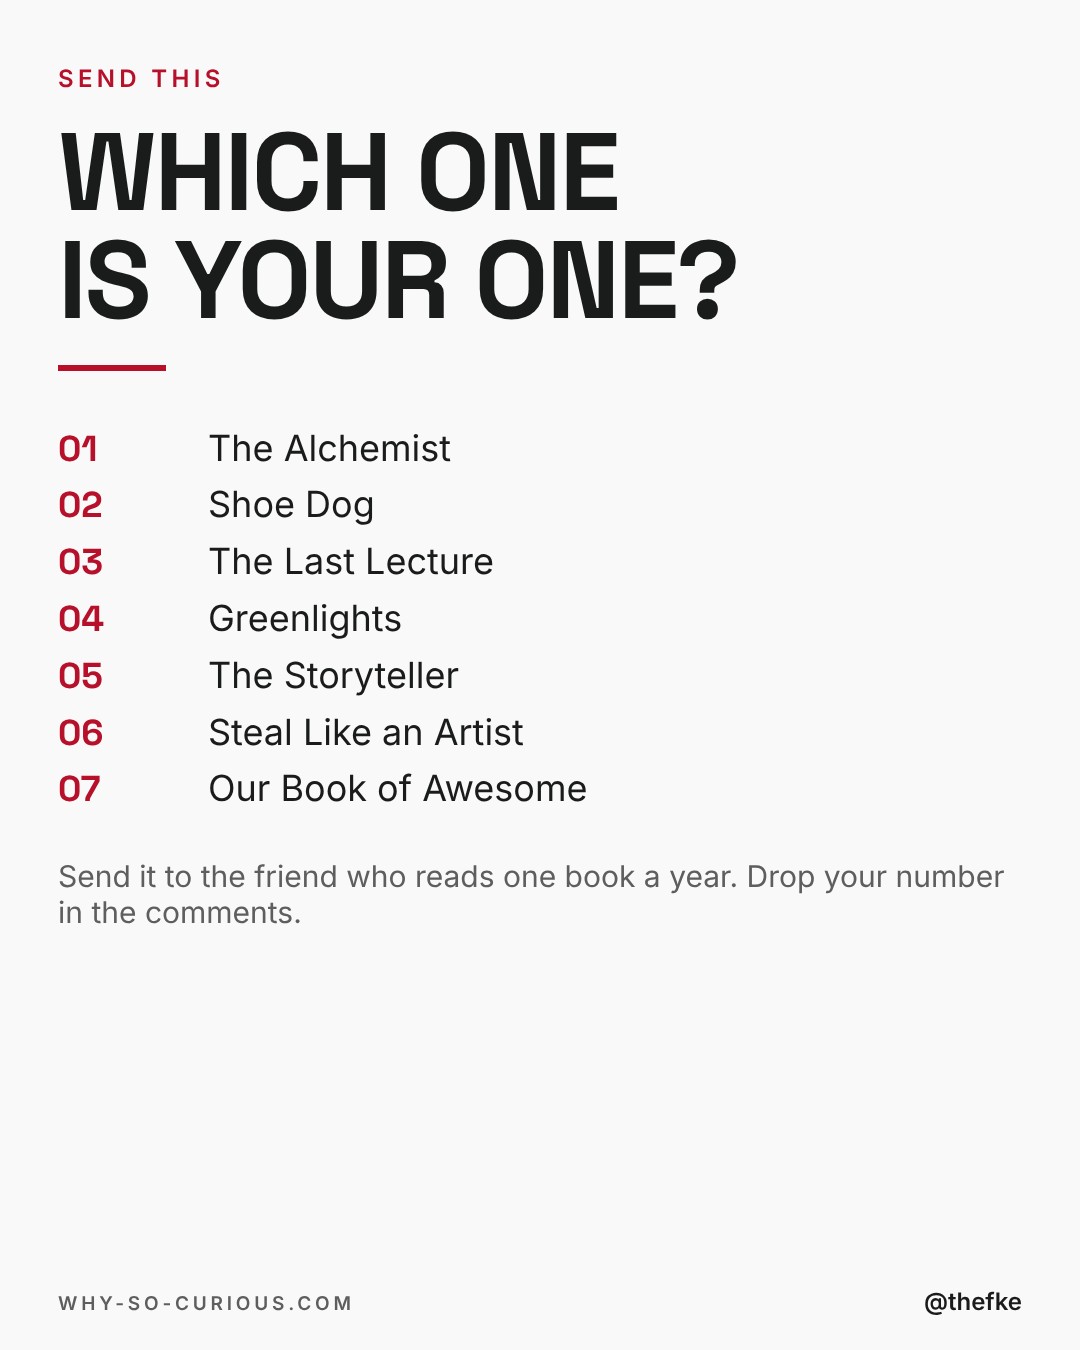 SEND THIS
WHICH ONE
IS YOUR ONE?
01 The Alchemist
02 Shoe Dog
03 The Last Lecture
04 Greenlights
05 The Storyteller
06 Steal Like an Artist
07 Our Book of Awesome
Send it to the friend who reads one book a year. Drop your number
in the comments.
WHY-SO-CURIOUS.COM @thefke